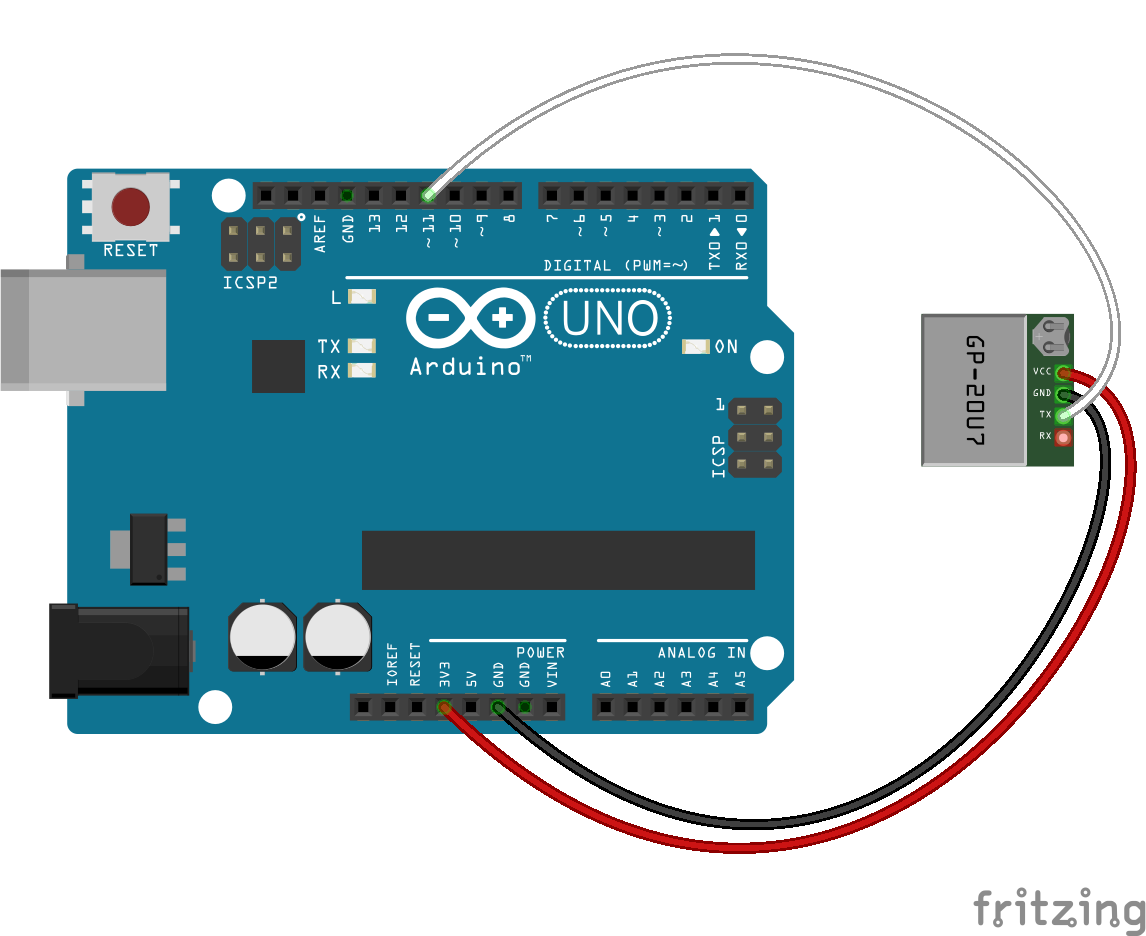 RESET
ICSP2
AREF
GND
13
12
~11
~10
~9
8
7
~6
~5
4
~3
2
TX0▶1
RX0◀0
DIGITAL (PWM=~)
L
TX
RX
UNO
Arduino™
ON
1
ICSP
GP-20U7
VCC
GND
TX
RX
IOREF
RESET
3V3
5V
GND
GND
VIN
POWER
A0
A1
A2
A3
A4
A5
ANALOG IN
fritzing